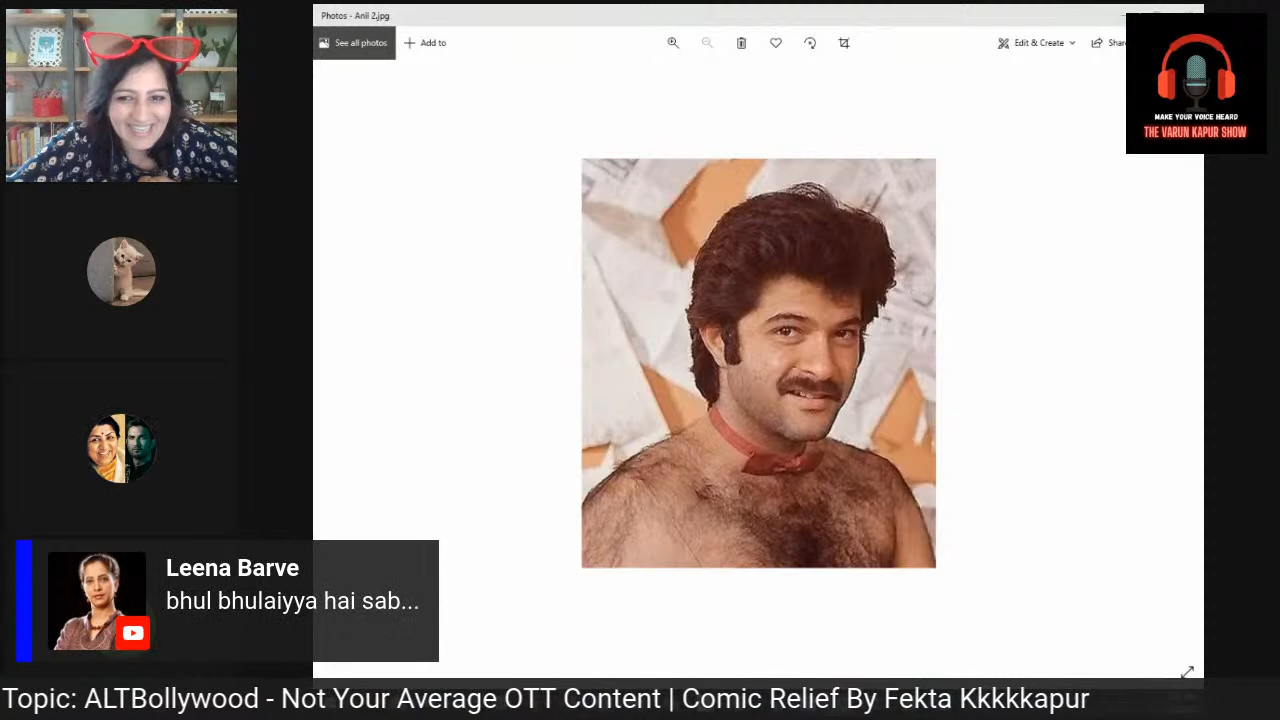 Photos - Anil 2.jpg
See all photos
Add to
Edit & Create
Shar
MAKE YOUR VOICE HEARD
THE VARUN KAPUR SHOW
Leena Barve
bhul bhulaiyya hai sab...
Topic: ALTBollywood - Not Your Average OTT Content | Comic Relief By Fekta Kkkkkapur